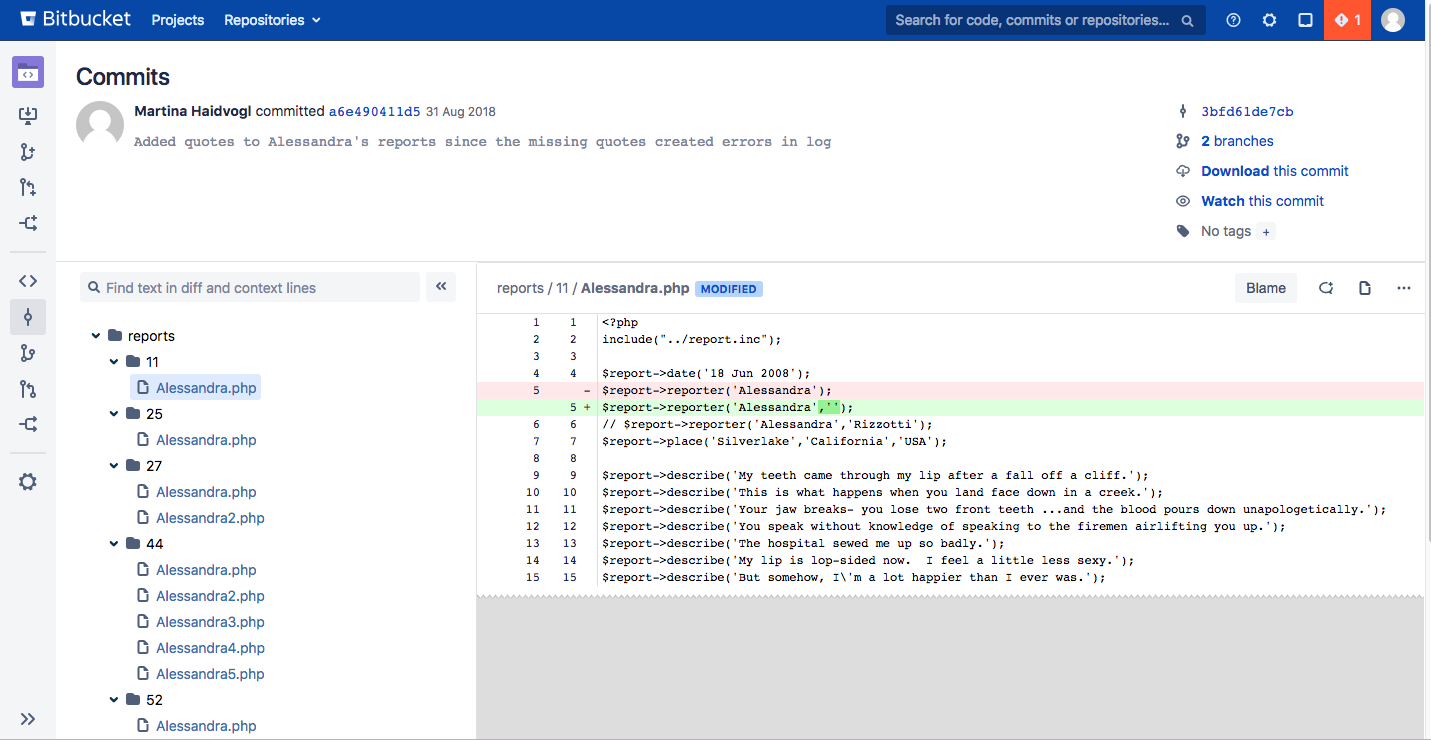 Bitbucket Projects Repositories Search for code, commits or repositories... 1
Commits
Martina Haidvogl committed a6e490411d5 31 Aug 2018
Added quotes to Alessandra's reports since the missing quotes created errors in log
3bfd61de7cb
2 branches
Download this commit
Watch this commit
No tags +
Find text in diff and context lines
reports
11
Alessandra.php
25
Alessandra.php
27
Alessandra.php
Alessandra2.php
44
Alessandra.php
Alessandra2.php
Alessandra3.php
Alessandra4.php
Alessandra5.php
52
Alessandra.php
reports / 11 / Alessandra.php MODIFIED Blame
1 1 <?php
2 2 include("../report.inc");
3 3
4 4 $report->date('18 Jun 2008');
5 - $report->reporter('Alessandra');
5 + $report->reporter('Alessandra','');
6 6 // $report->reporter('Alessandra','Rizzotti');
7 7 $report->place('Silverlake','California','USA');
8 8
9 9 $report->describe('My teeth came through my lip after a fall off a cliff.');
10 10 $report->describe('This is what happens when you land face down in a creek.');
11 11 $report->describe('Your jaw breaks- you lose two front teeth ...and the blood pours down unapologetically.');
12 12 $report->describe('You speak without knowledge of speaking to the firemen airlifting you up.');
13 13 $report->describe('The hospital sewed me up so badly.');
14 14 $report->describe('My lip is lop-sided now.  I feel a little less sexy.');
15 15 $report->describe('But somehow, I\'m a lot happier than I ever was.');